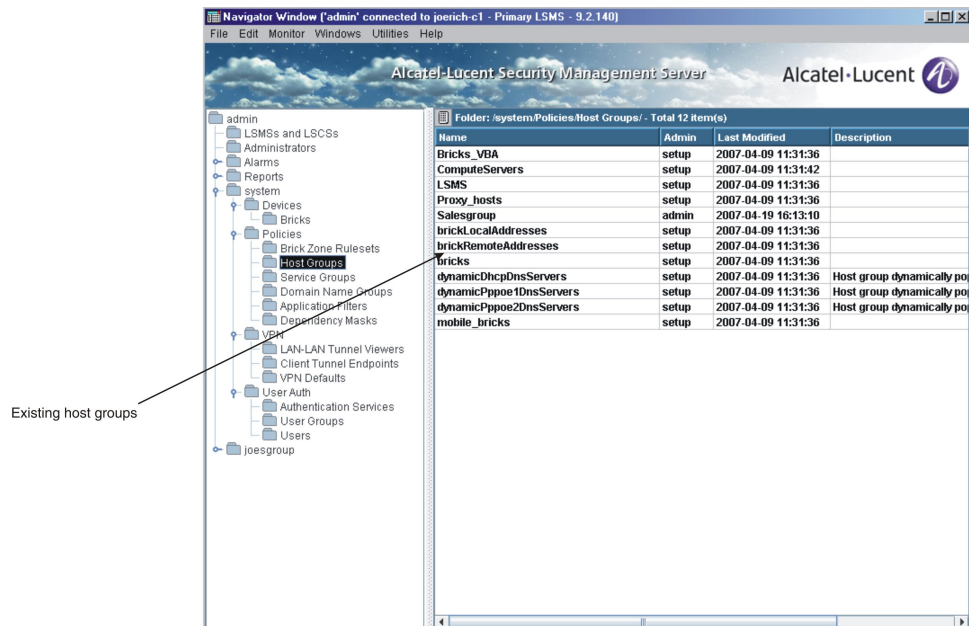 Navigator Window ('admin' connected to joerich-c1 - Primary LSMS - 9.2.140)
File Edit Monitor Windows Utilities Help
Alcatel-Lucent Security Management Server
Alcatel·Lucent
admin
LSMSs and LSCSs
Administrators
Alarms
Reports
system
Devices
Bricks
Policies
Brick Zone Rulesets
Host Groups
Service Groups
Domain Name Groups
Application Filters
Dependency Masks
VPN
LAN-LAN Tunnel Viewers
Client Tunnel Endpoints
VPN Defaults
User Auth
Authentication Services
User Groups
Users
joesgroup
Folder: /system/Policies/Host Groups/ - Total 12 item(s)
Name Admin Last Modified Description
Bricks_VBA setup 2007-04-09 11:31:36
ComputeServers setup 2007-04-09 11:31:42
LSMS setup 2007-04-09 11:31:36
Proxy_hosts setup 2007-04-09 11:31:36
Salesgroup admin 2007-04-19 16:13:10
brickLocalAddresses setup 2007-04-09 11:31:36
brickRemoteAddresses setup 2007-04-09 11:31:36
bricks setup 2007-04-09 11:31:36
dynamicDhcpDnsServers setup 2007-04-09 11:31:36 Host group dynamically po
dynamicPppoe1DnsServers setup 2007-04-09 11:31:36 Host group dynamically po
dynamicPppoe2DnsServers setup 2007-04-09 11:31:36 Host group dynamically po
mobile_bricks setup 2007-04-09 11:31:36
Existing host groups